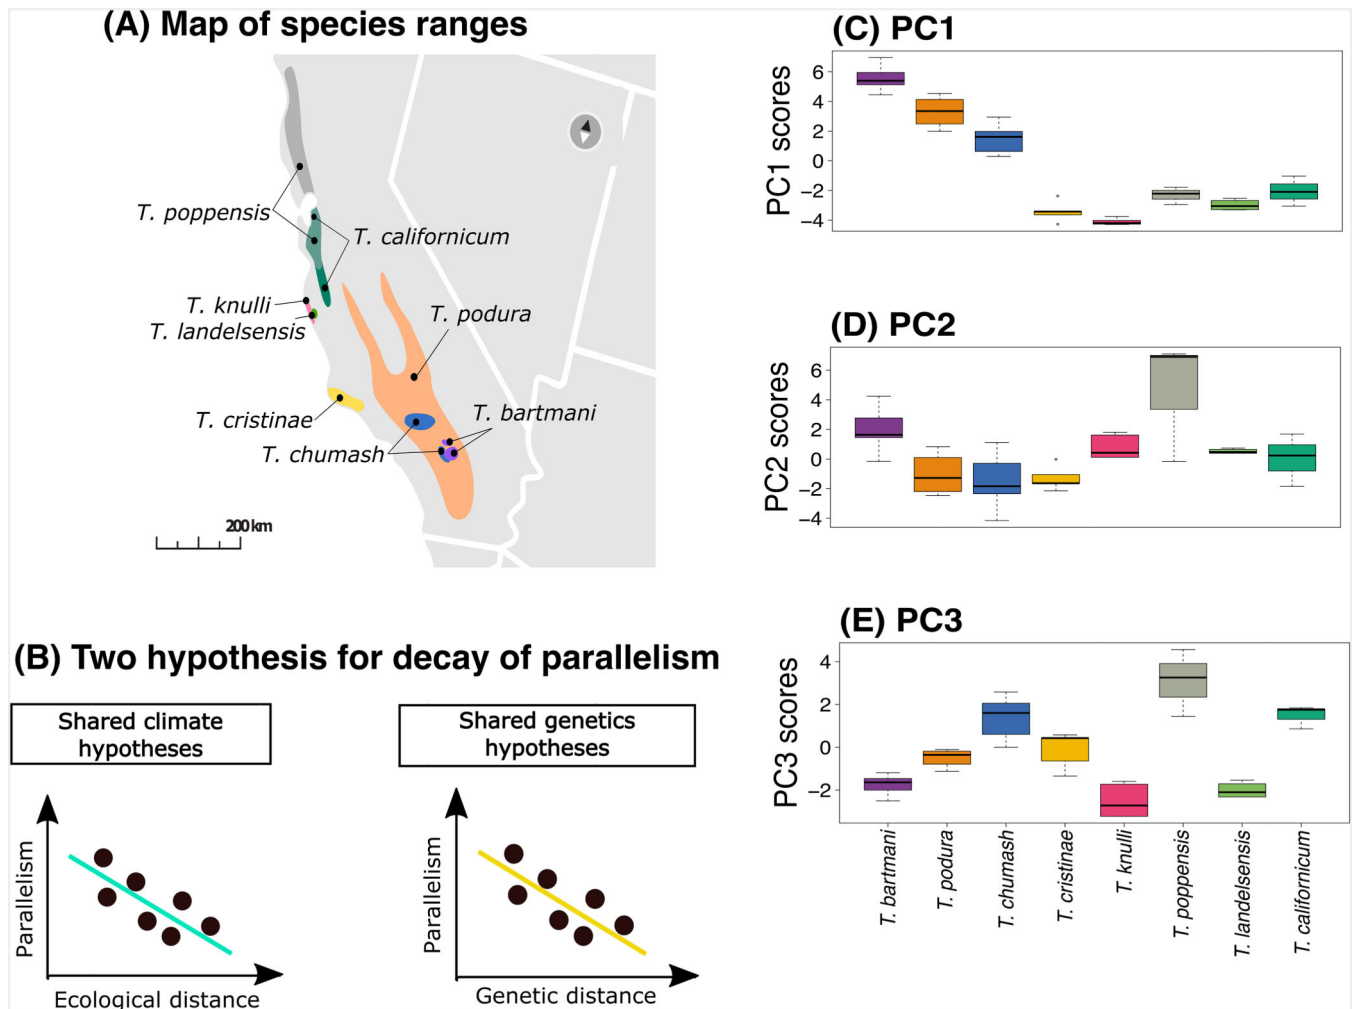 (A) Map of species ranges
T. poppensis
T. californicum
T. knulli
T. landelsensis
T. podura
T. cristinae
T. bartmani
T. chumash
200 km
(B) Two hypothesis for decay of parallelism
Shared climate
hypotheses
Parallelism
Ecological distance
Shared genetics
hypotheses
Parallelism
Genetic distance
(C) PC1
PC1 scores
6
4
2
0
−2
−4
(D) PC2
PC2 scores
6
4
2
0
−2
−4
(E) PC3
PC3 scores
4
2
0
−2
T. bartmani
T. podura
T. chumash
T. cristinae
T. knulli
T. poppensis
T. landelsensis
T. californicum